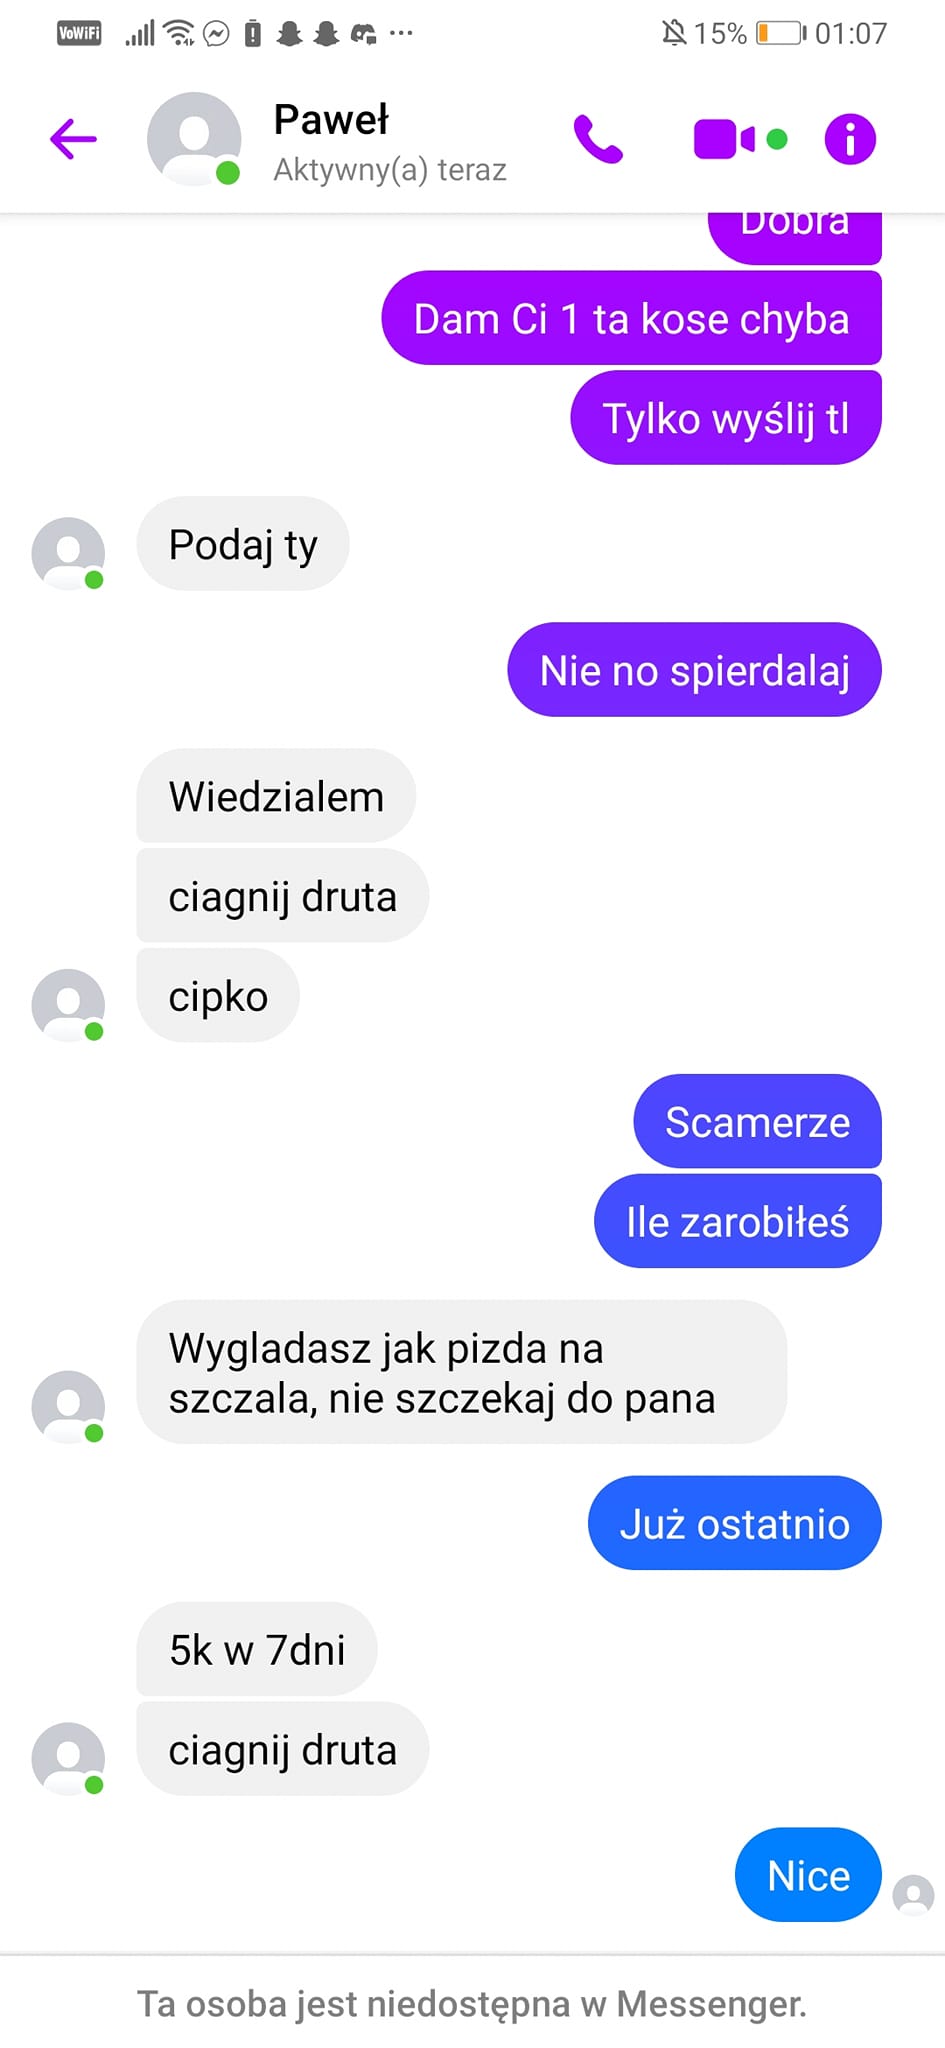 VoWiFi
15% 01:07
Paweł
Aktywny(a) teraz
Dobra
Dam Ci 1 ta kose chyba
Tylko wyślij tl
Podaj ty
Nie no spierdalaj
Wiedzialem
ciagnij druta
cipko
Scamerze
Ile zarobiłeś
Wygladasz jak pizda na
szczala, nie szczekaj do pana
Już ostatnio
5k w 7dni
ciagnij druta
Nice
Ta osoba jest niedostępna w Messenger.